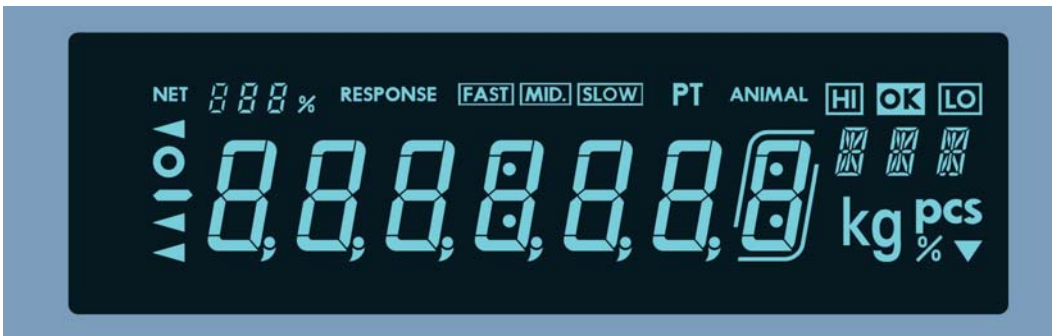 NET 888% RESPONSE FAST MID. SLOW PT ANIMAL HI OK LO
8.8.8.8.8.8.8
kg pcs
%